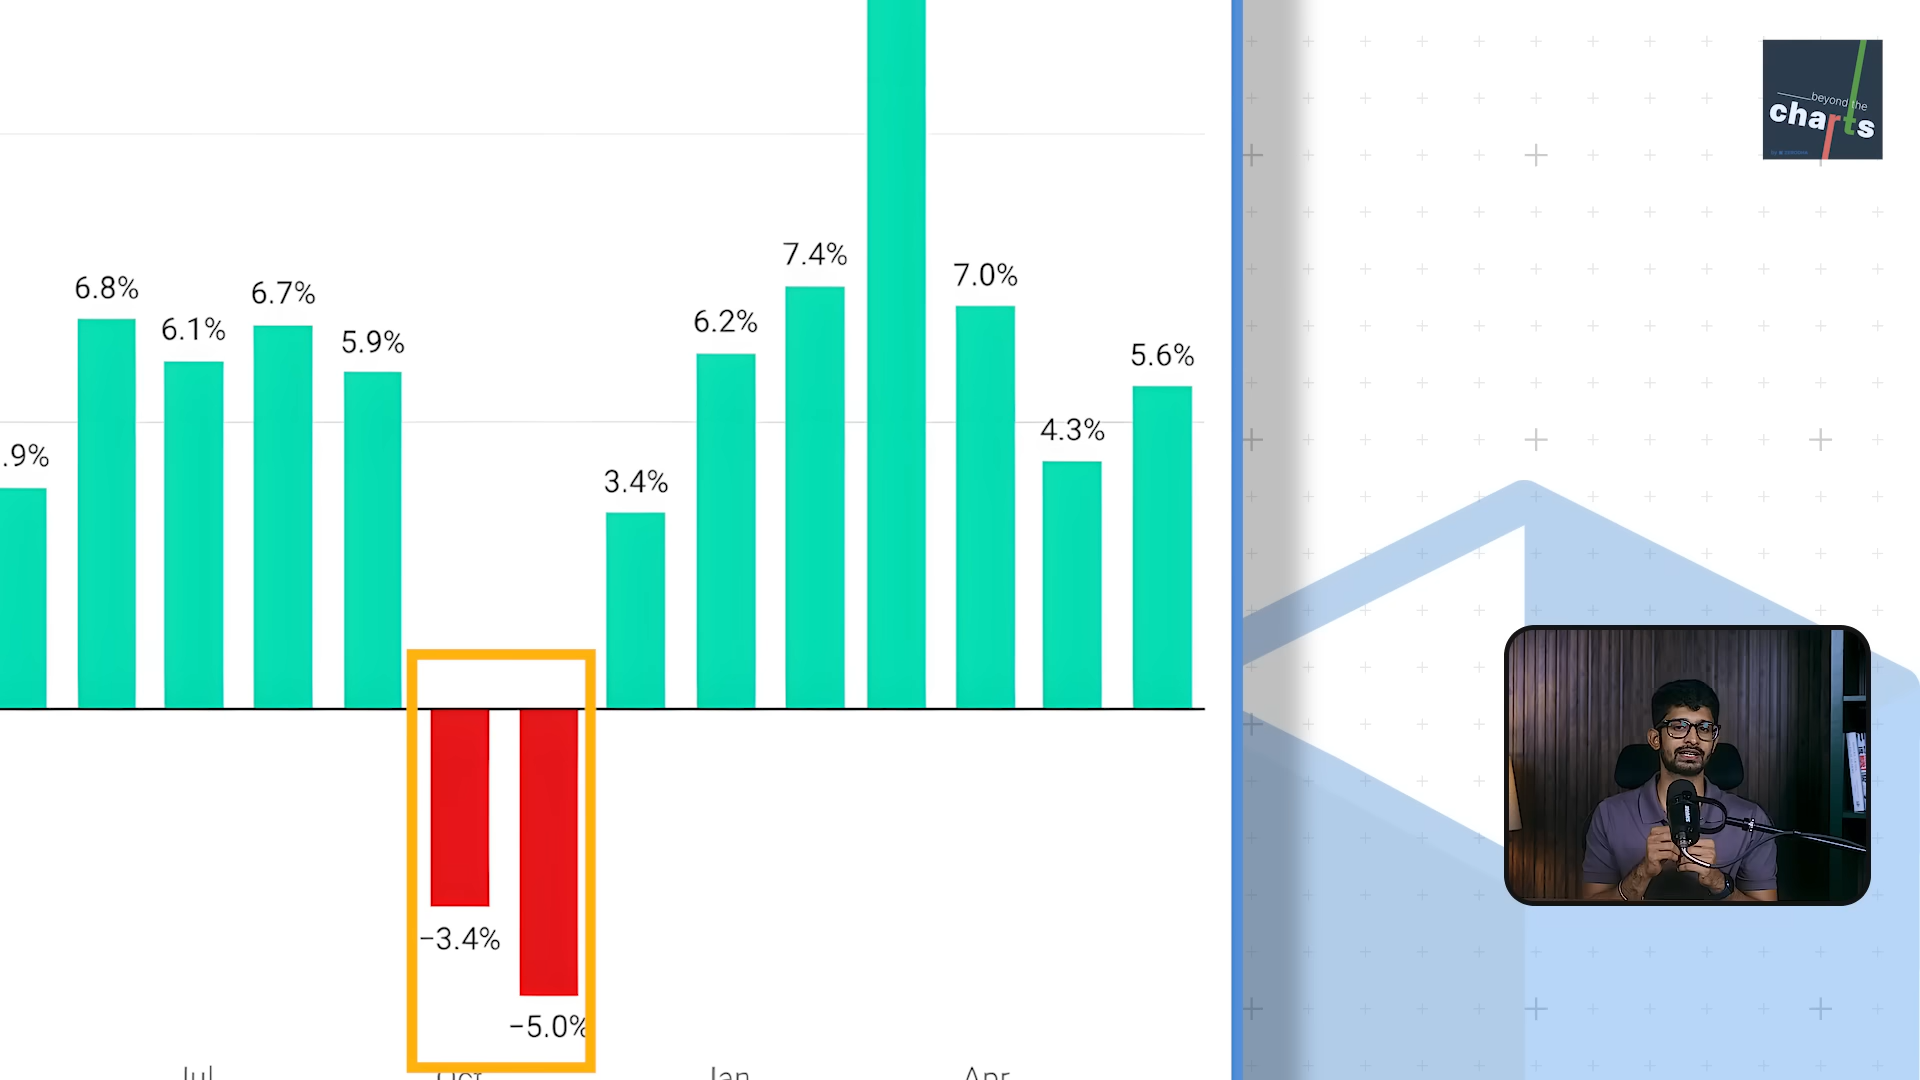 beyond the
charts
7.4%
7.0%
6.8%
6.7%
6.1%
5.9%
6.2%
5.6%
4.3%
.9%
3.4%
−3.4%
−5.0%
Jul
Oct
Jan
Apr